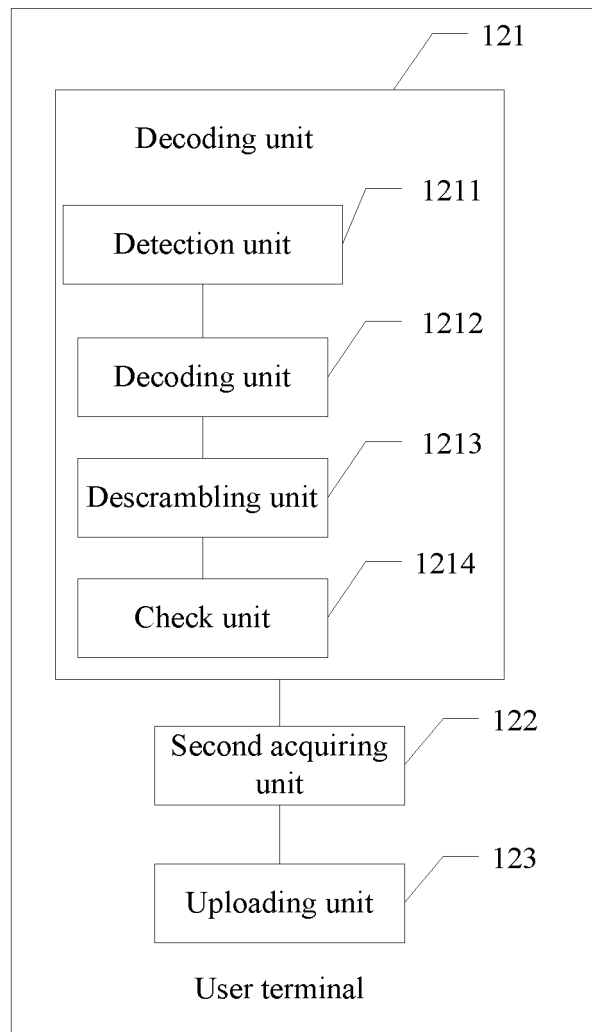 121
Decoding unit
1211
Detection unit
1212
Decoding unit
1213
Descrambling unit
1214
Check unit
122
Second acquiring
unit
123
Uploading unit
User terminal